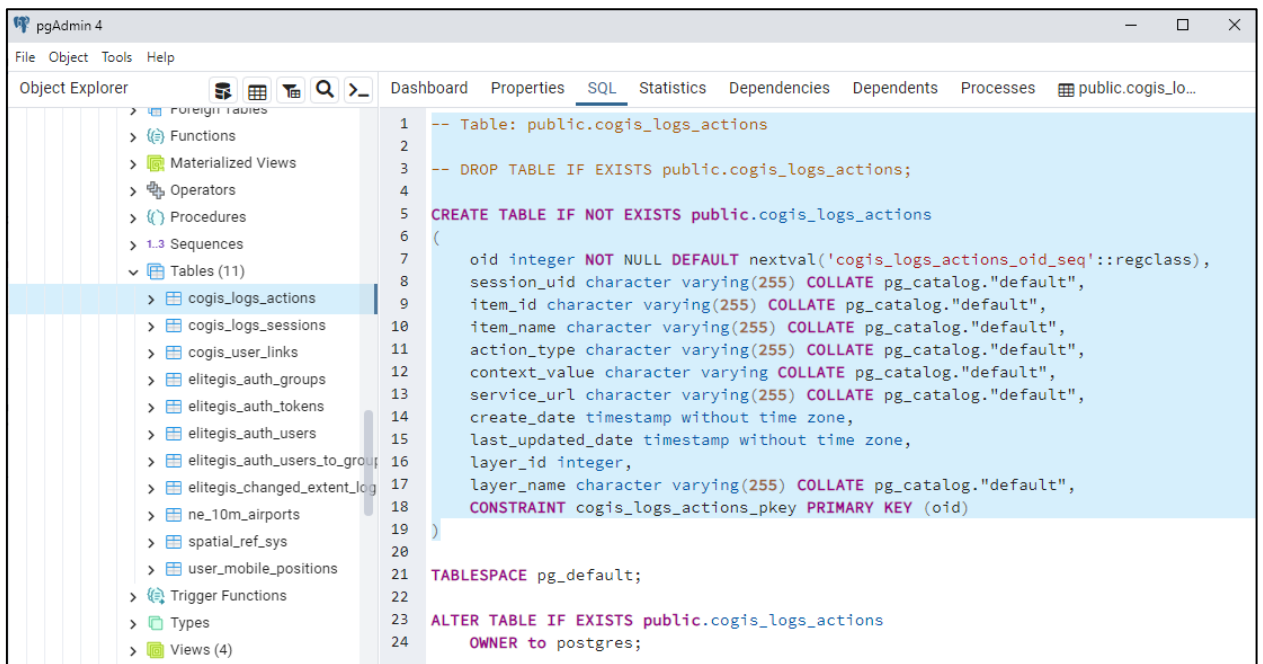 pgAdmin 4
File Object Tools Help
Object Explorer
Dashboard Properties SQL Statistics Dependencies Dependents Processes public.cogis_lo...
Foreign Tables
Functions
Materialized Views
Operators
Procedures
1..3 Sequences
Tables (11)
cogis_logs_actions
cogis_logs_sessions
cogis_user_links
elitegis_auth_groups
elitegis_auth_tokens
elitegis_auth_users
elitegis_auth_users_to_group
elitegis_changed_extent_log
ne_10m_airports
spatial_ref_sys
user_mobile_positions
Trigger Functions
Types
Views (4)
1 -- Table: public.cogis_logs_actions
2
3 -- DROP TABLE IF EXISTS public.cogis_logs_actions;
4
5 CREATE TABLE IF NOT EXISTS public.cogis_logs_actions
6 (
7 oid integer NOT NULL DEFAULT nextval('cogis_logs_actions_oid_seq'::regclass),
8 session_uid character varying(255) COLLATE pg_catalog."default",
9 item_id character varying(255) COLLATE pg_catalog."default",
10 item_name character varying(255) COLLATE pg_catalog."default",
11 action_type character varying(255) COLLATE pg_catalog."default",
12 context_value character varying COLLATE pg_catalog."default",
13 service_url character varying(255) COLLATE pg_catalog."default",
14 create_date timestamp without time zone,
15 last_updated_date timestamp without time zone,
16 layer_id integer,
17 layer_name character varying(255) COLLATE pg_catalog."default",
18 CONSTRAINT cogis_logs_actions_pkey PRIMARY KEY (oid)
19 )
20
21 TABLESPACE pg_default;
22
23 ALTER TABLE IF EXISTS public.cogis_logs_actions
24 OWNER to postgres;